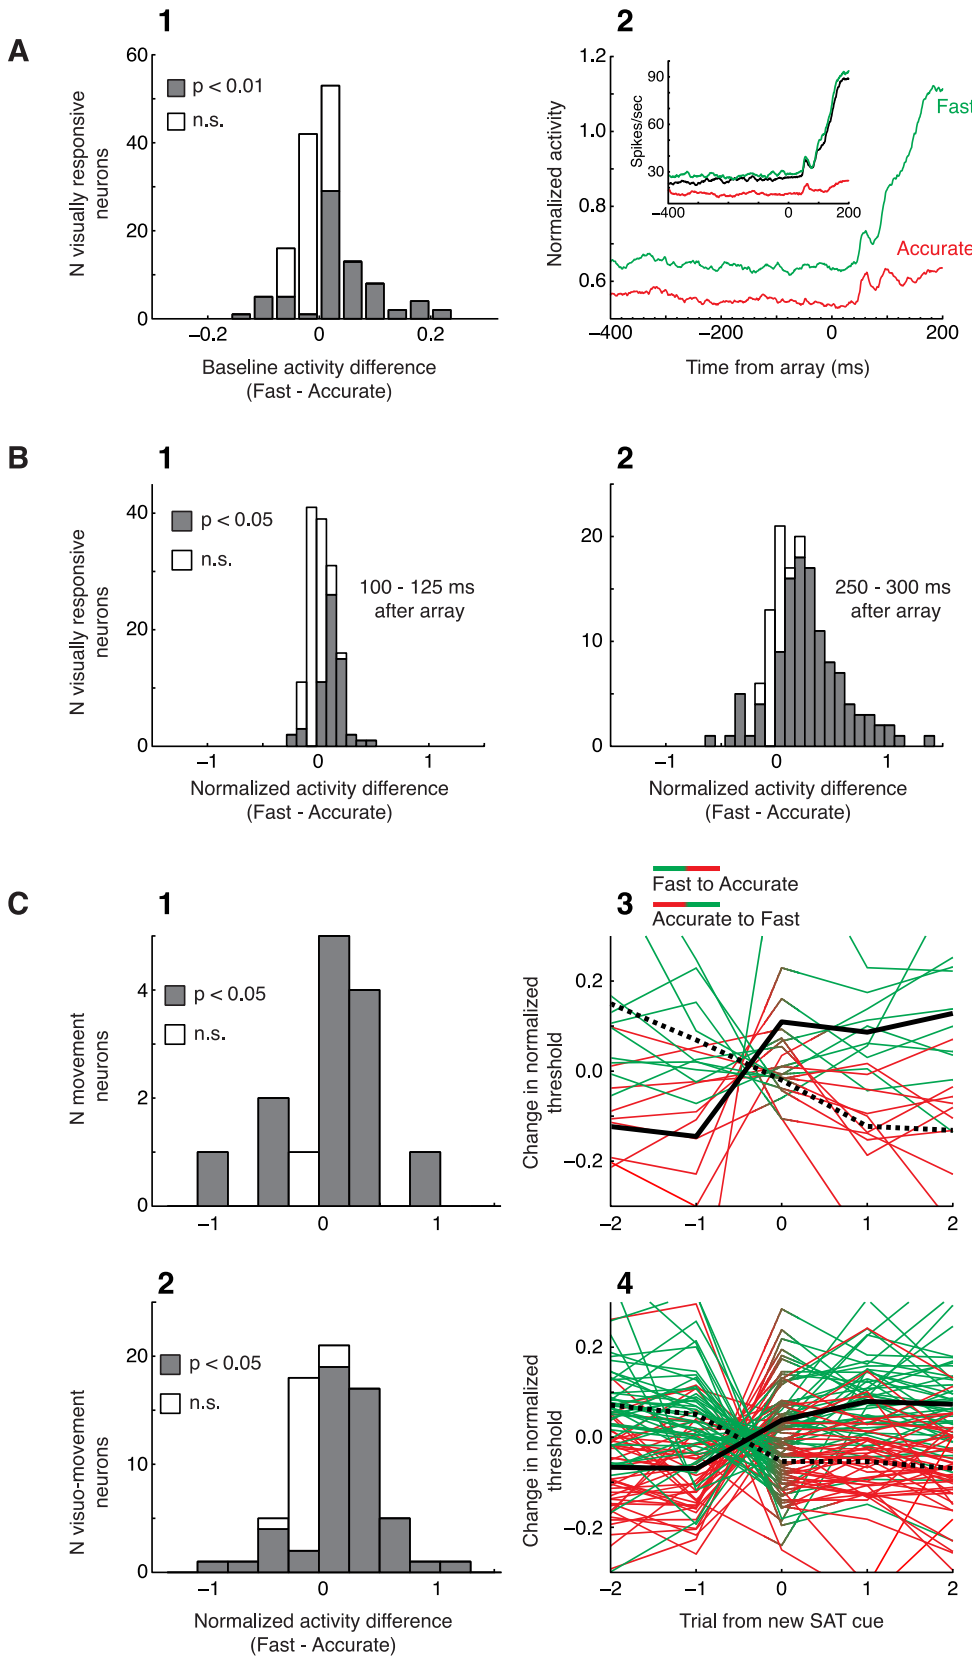 1
2
A
60
40
20
0
N visually responsive
neurons
p < 0.01
n.s.
−0.2
0
0.2
Baseline activity difference
(Fast - Accurate)
1.2
1.0
0.8
0.6
Normalized activity
90
60
30
Spikes/sec
−400
0
200
Fast
Accurate
−400
−200
0
200
Time from array (ms)
B
1
2
40
20
0
N visually responsive
neurons
p < 0.05
n.s.
100 - 125 ms
after array
−1
0
1
Normalized activity difference
(Fast - Accurate)
20
10
0
250 - 300 ms
after array
−1
0
1
Normalized activity difference
(Fast - Accurate)
C
1
4
2
0
N movement
neurons
p < 0.05
n.s.
−1
0
1
Fast to Accurate
3
Accurate to Fast
0.2
0.0
−0.2
Change in normalized
threshold
−2
−1
0
1
2
2
20
10
0
N visuo-movement
neurons
p < 0.05
n.s.
−1
0
1
Normalized activity difference
(Fast - Accurate)
4
0.2
0.0
−0.2
Change in normalized
threshold
−2
−1
0
1
2
Trial from new SAT cue